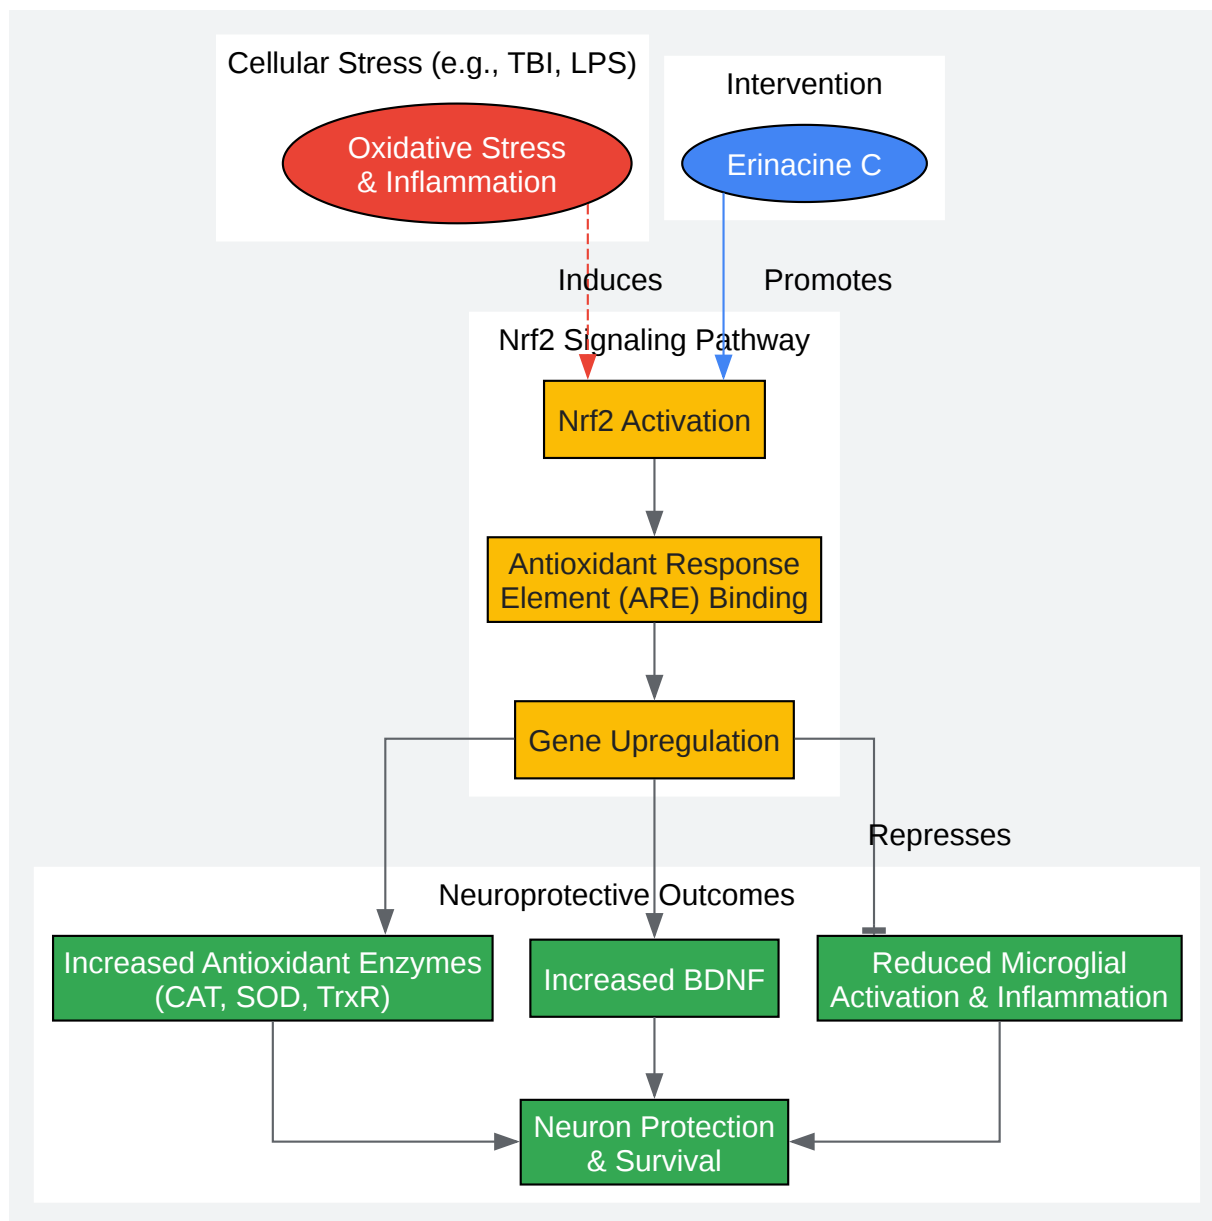 Cellular Stress (e.g., TBI, LPS)
Intervention
Oxidative Stress
& Inflammation
Erinacine C
Induces
Promotes
Nrf2 Signaling Pathway
Nrf2 Activation
Antioxidant Response
Element (ARE) Binding
Gene Upregulation
Represses
Neuroprotective Outcomes
Increased Antioxidant Enzymes
(CAT, SOD, TrxR)
Increased BDNF
Reduced Microglial
Activation & Inflammation
Neuron Protection
& Survival